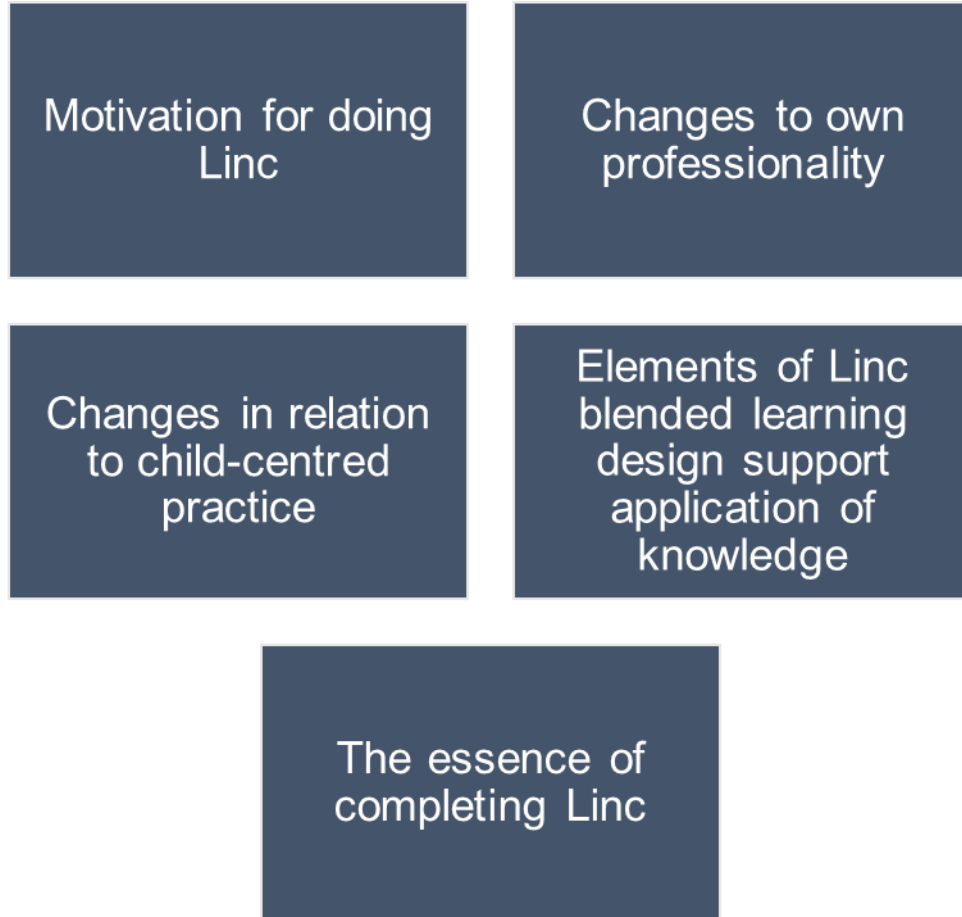 Motivation for doing
Linc
Changes to own
professionality
Changes in relation
to child-centred
practice
Elements of Linc
blended learning
design support
application of
knowledge
The essence of
completing Linc